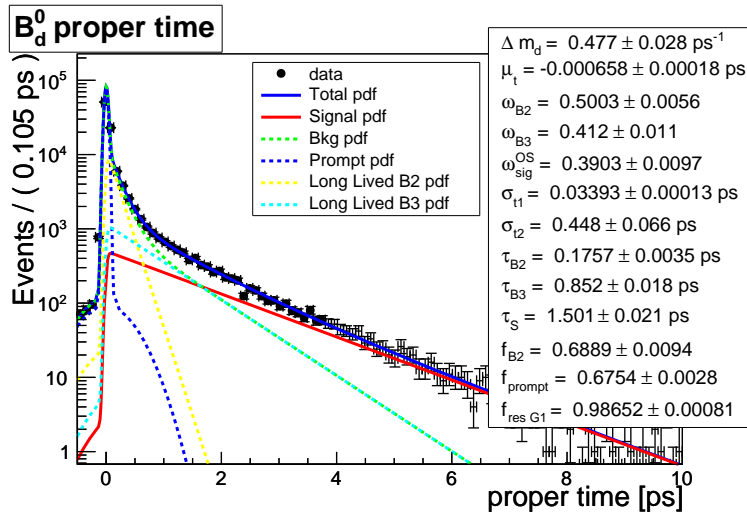 B⁰_d proper time
Events / ( 0.105 ps )
10⁵
10⁴
10³
10²
10
1
data
Total pdf
Signal pdf
Bkg pdf
Prompt pdf
Long Lived B2 pdf
Long Lived B3 pdf
Δ m_d = 0.477 ± 0.028 ps⁻¹
μ_t = -0.000658 ± 0.00018 ps
ω_B2 = 0.5003 ± 0.0056
ω_B3 = 0.412 ± 0.011
ω^OS_sig = 0.3903 ± 0.0097
σ_t1 = 0.03393 ± 0.00013 ps
σ_t2 = 0.448 ± 0.066 ps
τ_B2 = 0.1757 ± 0.0035 ps
τ_B3 = 0.852 ± 0.018 ps
τ_S = 1.501 ± 0.021 ps
f_B2 = 0.6889 ± 0.0094
f_prompt = 0.6754 ± 0.0028
f_res G1 = 0.98652 ± 0.00081
0 2 4 6 8 10
proper time [ps]